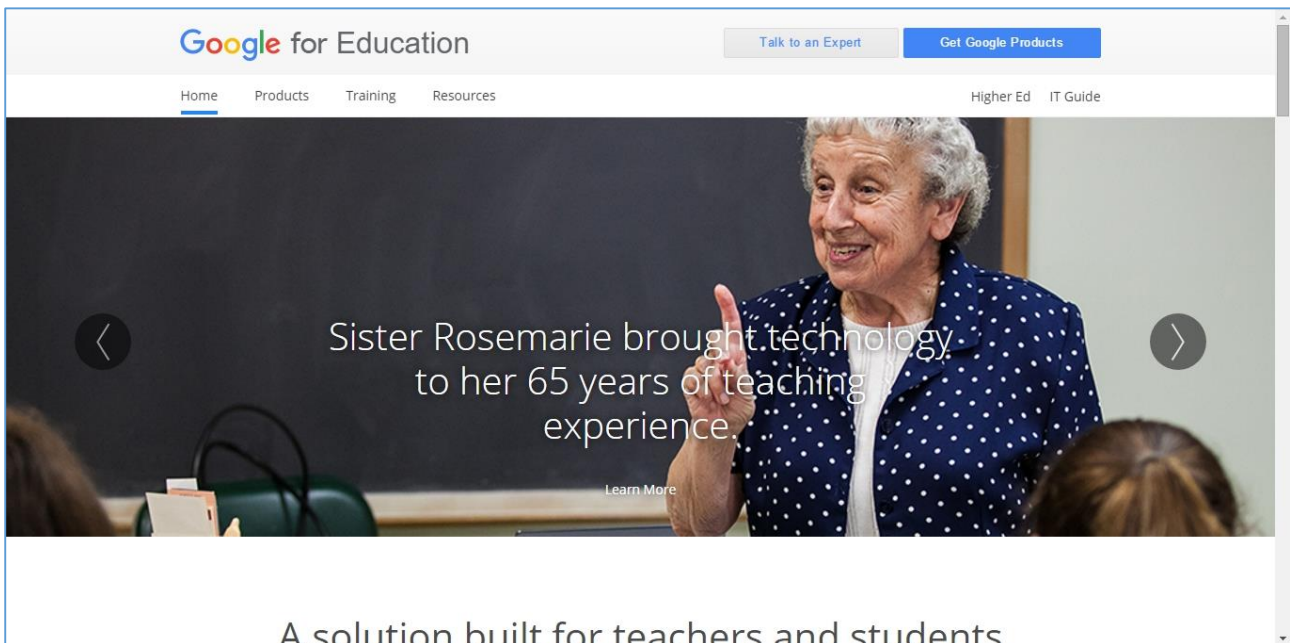 Google for Education
Talk to an Expert
Get Google Products
Home Products Training Resources
Higher Ed IT Guide
Sister Rosemarie brought technology
to her 65 years of teaching
experience.
Learn More
A solution built for teachers and students